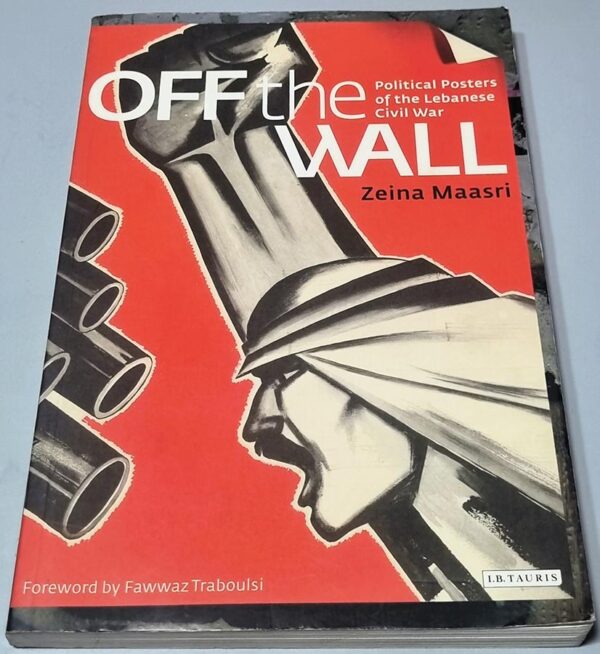 OFF the
WALL
Political Posters
of the Lebanese
Civil War
Zeina Maasri
Foreword by Fawwaz Traboulsi
I.B.TAURIS